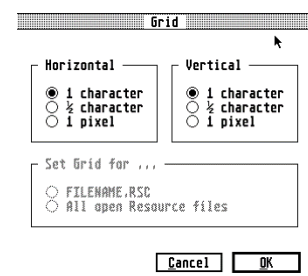 Grid
Horizontal
1 character
½ character
1 pixel
Vertical
1 character
½ character
1 pixel
Set Grid for ...
FILENAME.RSC
All open Resource files
Cancel
OK